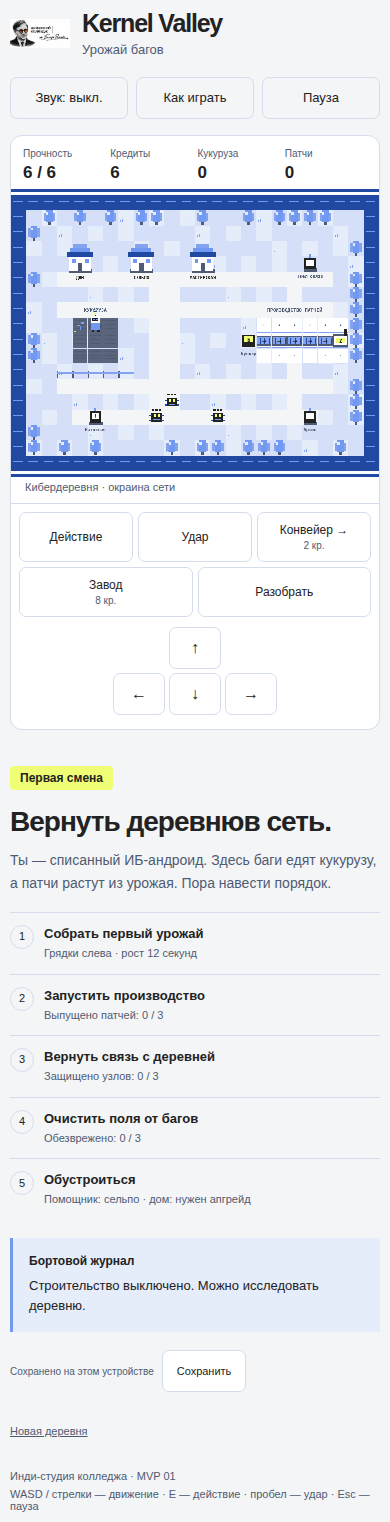 Kernel Valley
Урожай багов
Звук: выкл.
Как играть
Пауза
Прочность
Кредиты
Кукуруза
Патчи
6 / 6
6
0
0
ДОМ
СЕЛЬПО
МАСТЕРСКАЯ
КУКУРУЗА
ПРОИЗВОДСТВО ПАТЧЕЙ
Кибердеревня · окраина сети
Действие
Удар
Конвейер →
2 кр.
Завод
8 кр.
Разобрать
↑
← ↓ →
Первая смена
Вернуть деревнюв сеть.
Ты — списанный ИБ-андроид. Здесь баги едят кукурузу,
а патчи растут из урожая. Пора навести порядок.
1
Собрать первый урожай
Грядки слева · рост 12 секунд
2
Запустить производство
Выпущено патчей: 0 / 3
3
Вернуть связь с деревней
Защищено узлов: 0 / 3
4
Очистить поля от багов
Обезврежено: 0 / 3
5
Обустроиться
Помощник: сельпо · дом: нужен апгрейд
Бортовой журнал
Строительство выключено. Можно исследовать
деревню.
Сохранено на этом устройстве
Сохранить
Новая деревня
Инди-студия колледжа · MVP 01
WASD / стрелки — движение · E — действие · пробел — удар · Esc —
пауза